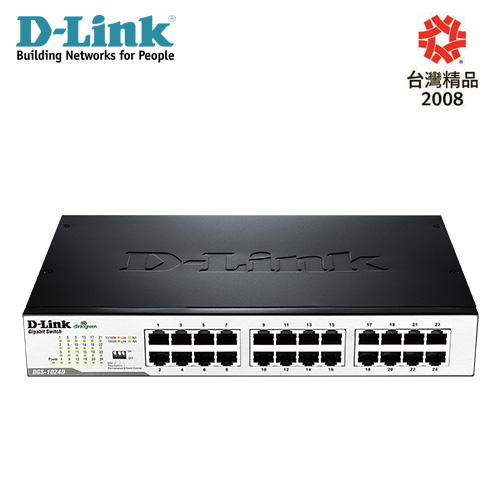 D-Link
Building Networks for People
台灣精品
2008
D-Link
D-Link
dlinkgreen
Gigabit Switch
DGS-1024D
Power
1 3 5 7
2 4 6 8
9 11 13 15
10 12 14 16
17 19 21 23
18 20 22 24